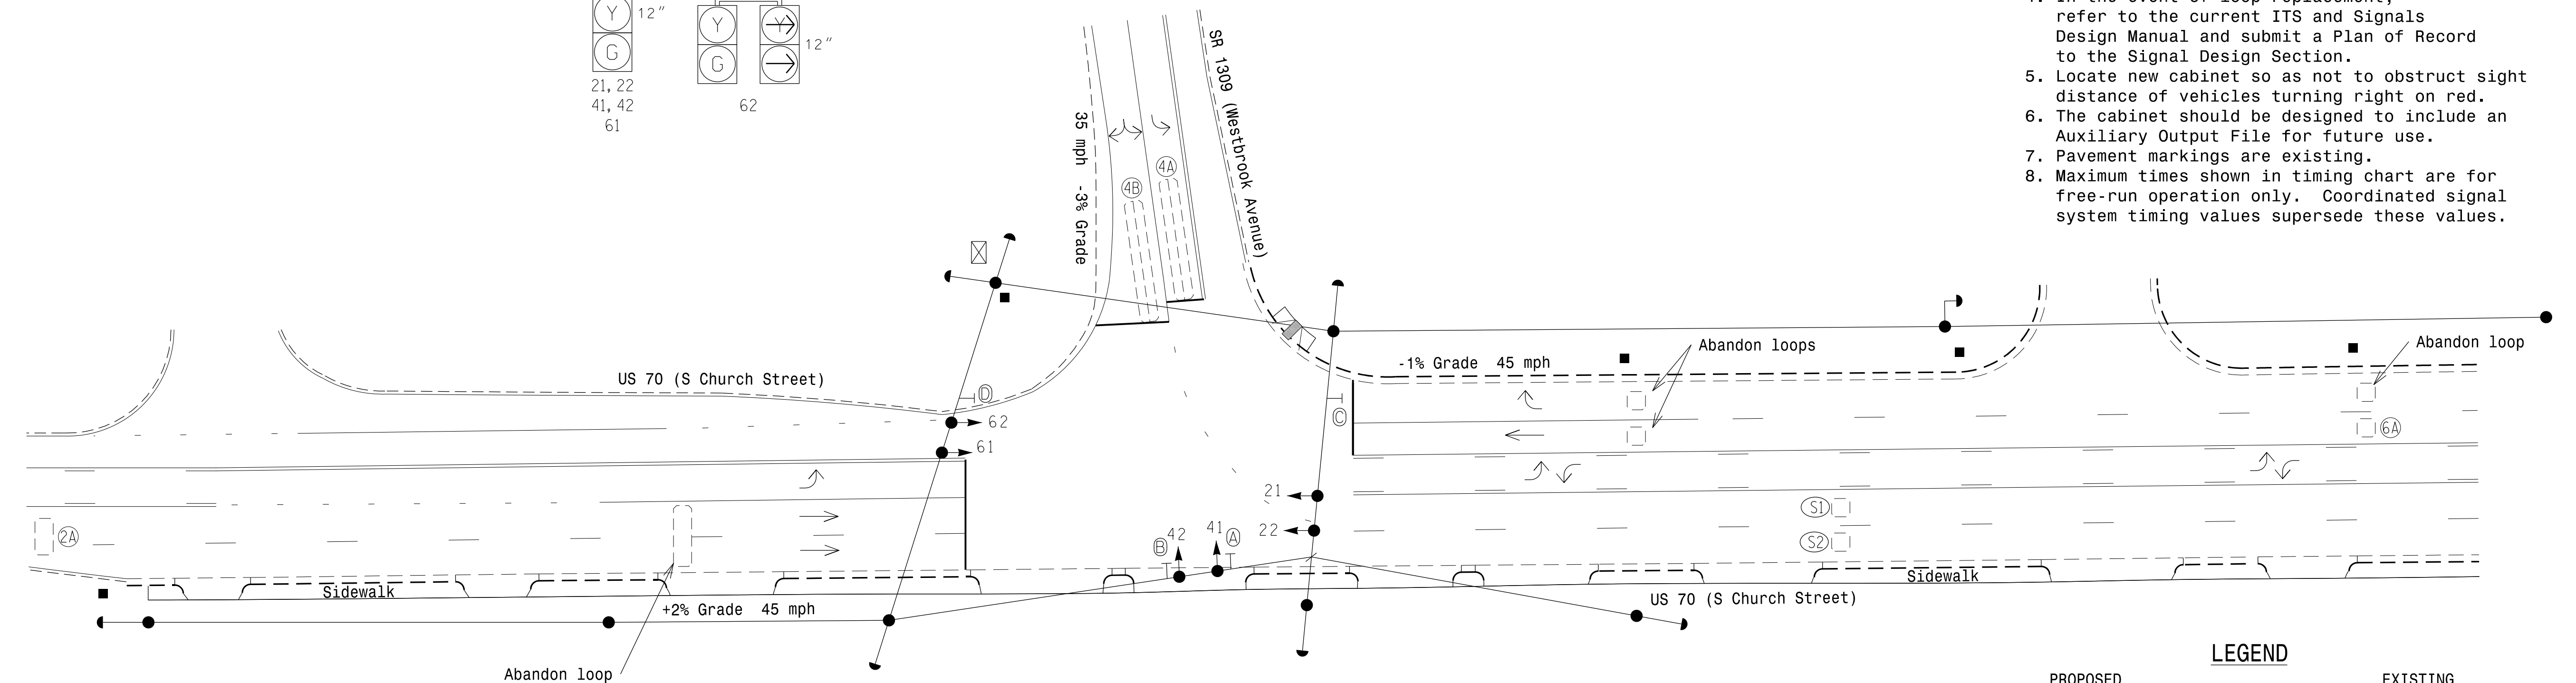 Y
12"
G
21, 22
41, 42
61
Y
Y
12"
G
62
refer to the current ITS and Signals
Design Manual and submit a Plan of Record
to the Signal Design Section.
5. Locate new cabinet so as not to obstruct sight
distance of vehicles turning right on red.
6. The cabinet should be designed to include an
Auxiliary Output File for future use.
7. Pavement markings are existing.
8. Maximum times shown in timing chart are for
free-run operation only. Coordinated signal
system timing values supersede these values.
SR 1309 (Westbrook Avenue)
35 mph -3% Grade
4A
4B
US 70 (S Church Street)
D
62
61
C
-1% Grade 45 mph
Abandon loops
Abandon loop
6A
2A
21
22
S1
S2
B
42
41
A
Sidewalk
+2% Grade 45 mph
Abandon loop
Sidewalk
US 70 (S Church Street)
LEGEND
PROPOSED
EXISTING